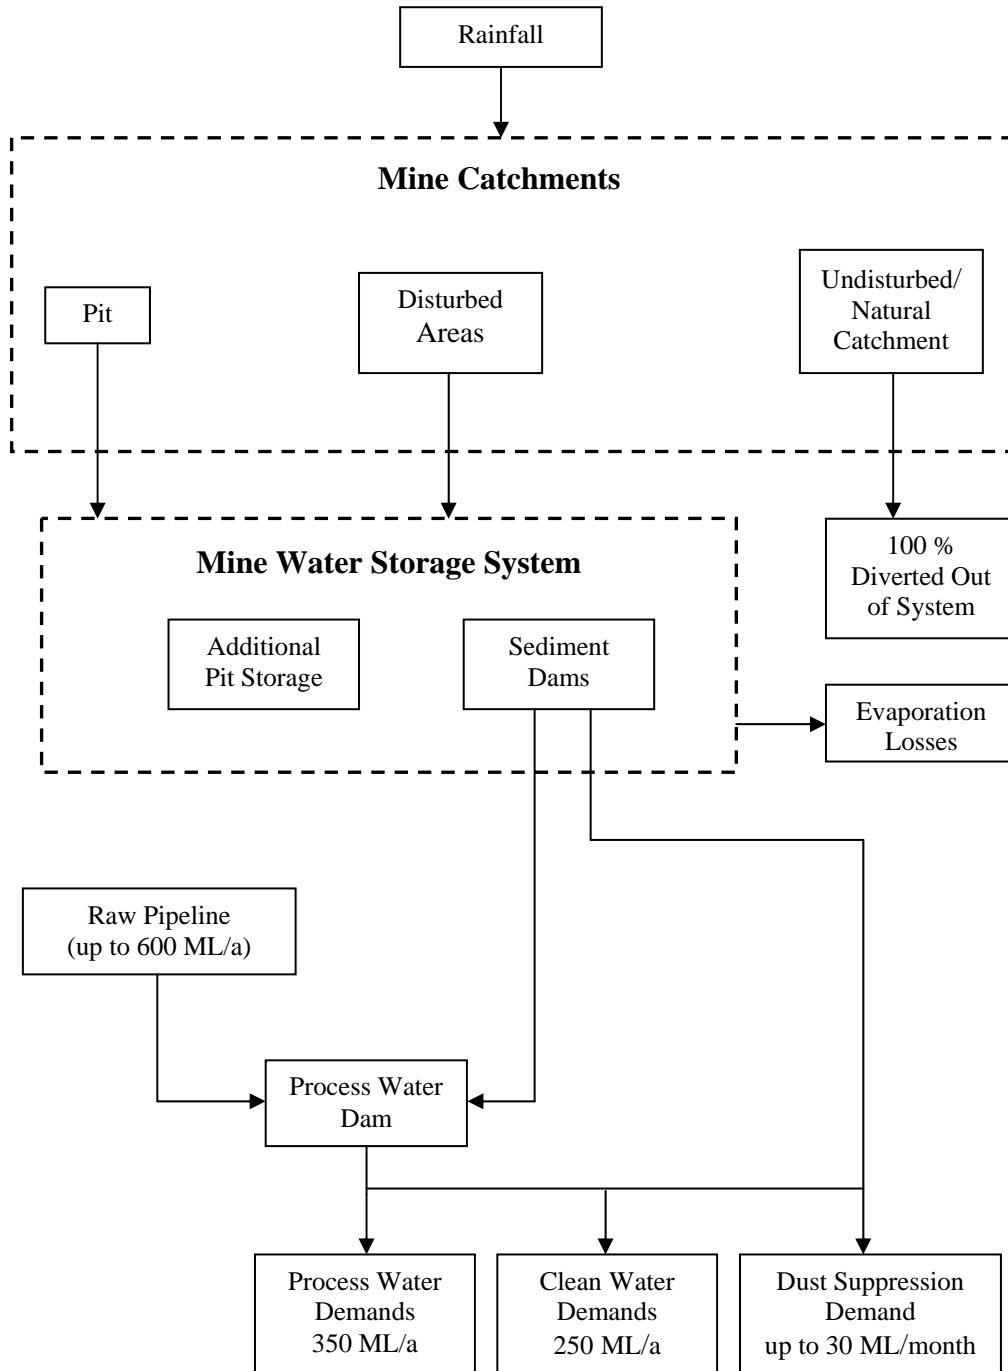 Rainfall
Mine Catchments
Pit
Disturbed
Areas
Undisturbed/
Natural
Catchment
Mine Water Storage System
100 %
Diverted Out
of System
Additional
Pit Storage
Sediment
Dams
Evaporation
Losses
Raw Pipeline
(up to 600 ML/a)
Process Water
Dam
Process Water
Demands
350 ML/a
Clean Water
Demands
250 ML/a
Dust Suppression
Demand
up to 30 ML/month